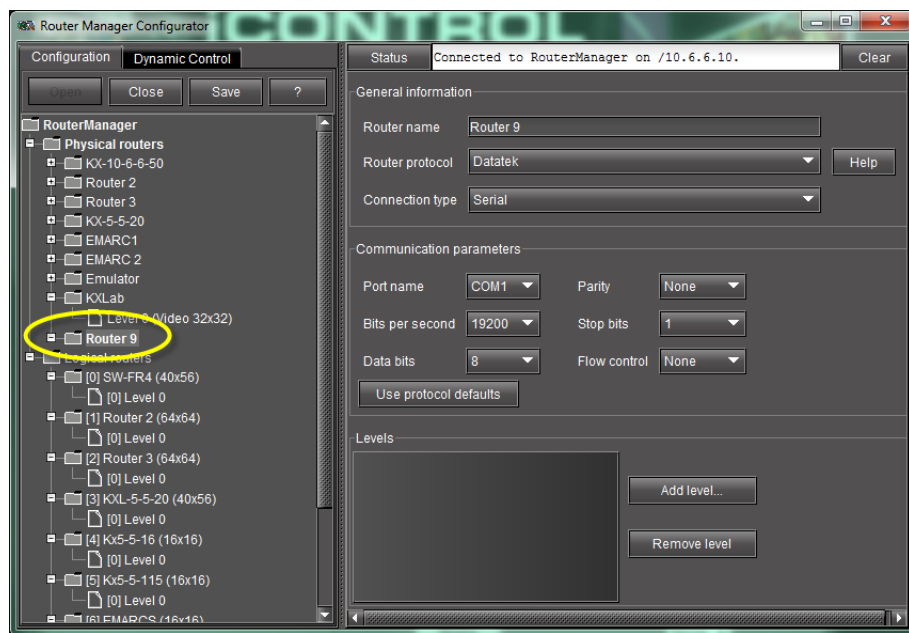 CONTROL
Router Manager Configurator
Configuration
Dynamic Control
Open
Close
Save
?
RouterManager
Physical routers
KX-10-6-6-50
Router 2
Router 3
KX-5-5-20
EMARC1
EMARC 2
Emulator
KXLab
Level 0 (Video 32x32)
Router 9
Logical routers
[0] SW-FR4 (40x56)
[0] Level 0
[1] Router 2 (64x64)
[0] Level 0
[2] Router 3 (64x64)
[0] Level 0
[3] KXL-5-5-20 (40x56)
[0] Level 0
[4] Kx5-5-16 (16x16)
[0] Level 0
[5] Kx5-5-115 (16x16)
[0] Level 0
[6] EMARCS (16x16)
Status
Connected to RouterManager on /10.6.6.10.
Clear
General information
Router name
Router 9
Router protocol
Datatek
Help
Connection type
Serial
Communication parameters
Port name
COM1
Parity
None
Bits per second
19200
Stop bits
1
Data bits
8
Flow control
None
Use protocol defaults
Levels
Add level...
Remove level